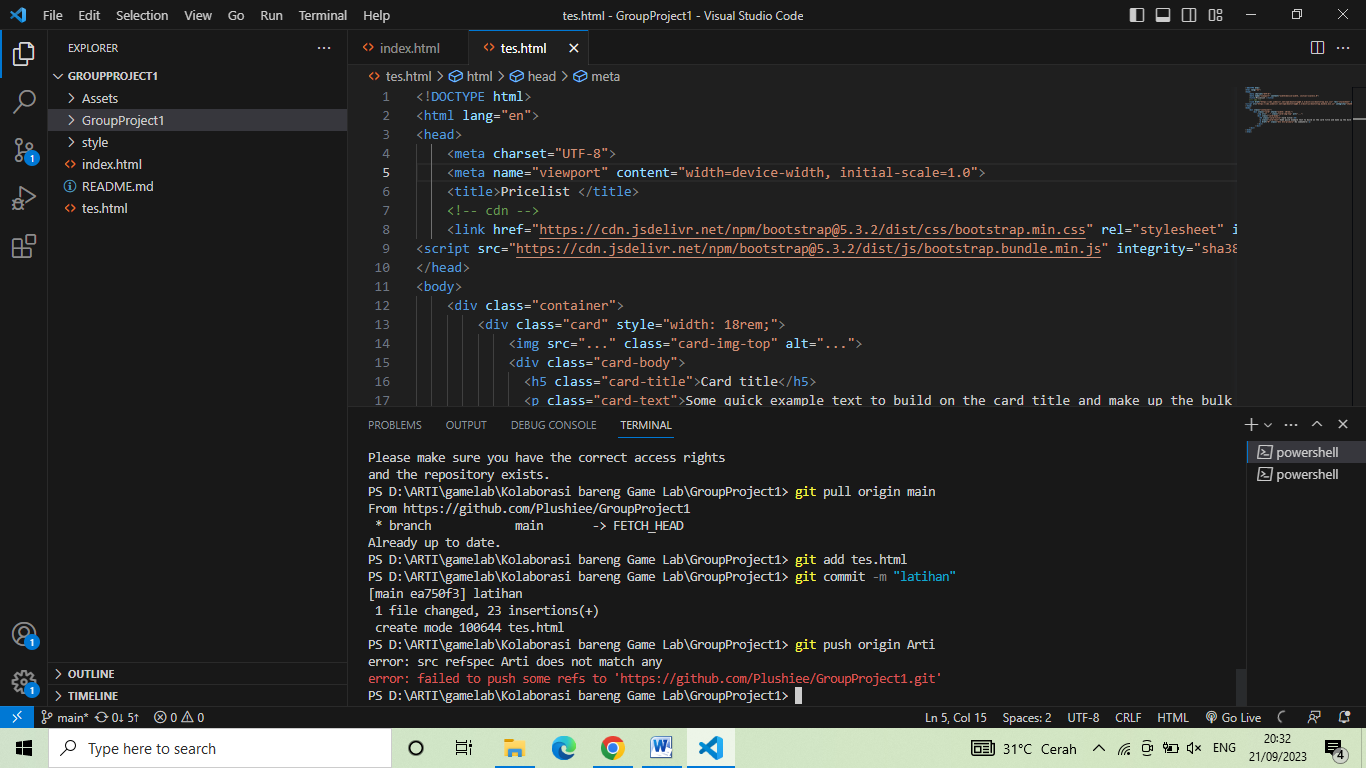 File Edit Selection View Go Run Terminal Help
tes.html - GroupProject1 - Visual Studio Code
EXPLORER
GROUPPROJECT1
Assets
GroupProject1
style
index.html
README.md
tes.html
OUTLINE
TIMELINE
1
1
1
index.html
tes.html
tes.html > html > head > meta
1 <!DOCTYPE html>
2 <html lang="en">
3 <head>
4 <meta charset="UTF-8">
5 <meta name="viewport" content="width=device-width, initial-scale=1.0">
6 <title>Pricelist </title>
7 <!-- cdn -->
8 <link href="https://cdn.jsdelivr.net/npm/bootstrap@5.3.2/dist/css/bootstrap.min.css" rel="stylesheet" i
9 <script src="https://cdn.jsdelivr.net/npm/bootstrap@5.3.2/dist/js/bootstrap.bundle.min.js" integrity="sha38
10 </head>
11 <body>
12 <div class="container">
13 <div class="card" style="width: 18rem;">
14 <img src="..." class="card-img-top" alt="...">
15 <div class="card-body">
16 <h5 class="card-title">Card title</h5>
17 <p class="card-text">Some quick example text to build on the card title and make up the bulk
PROBLEMS OUTPUT DEBUG CONSOLE TERMINAL
powershell
powershell
Please make sure you have the correct access rights
and the repository exists.
PS D:\ARTI\gamelab\Kolaborasi bareng Game Lab\GroupProject1> git pull origin main
From https://github.com/Plushiee/GroupProject1
* branch main -> FETCH_HEAD
Already up to date.
PS D:\ARTI\gamelab\Kolaborasi bareng Game Lab\GroupProject1> git add tes.html
PS D:\ARTI\gamelab\Kolaborasi bareng Game Lab\GroupProject1> git commit -m "latihan"
[main ea750f3] latihan
1 file changed, 23 insertions(+)
create mode 100644 tes.html
PS D:\ARTI\gamelab\Kolaborasi bareng Game Lab\GroupProject1> git push origin Arti
error: src refspec Arti does not match any
error: failed to push some refs to 'https://github.com/Plushiee/GroupProject1.git'
PS D:\ARTI\gamelab\Kolaborasi bareng Game Lab\GroupProject1>
main* 0↓ 5↑ 0 0 Ln 5, Col 15 Spaces: 2 UTF-8 CRLF HTML Go Live
Type here to search
31°C Cerah ENG
20:32
21/09/2023
4